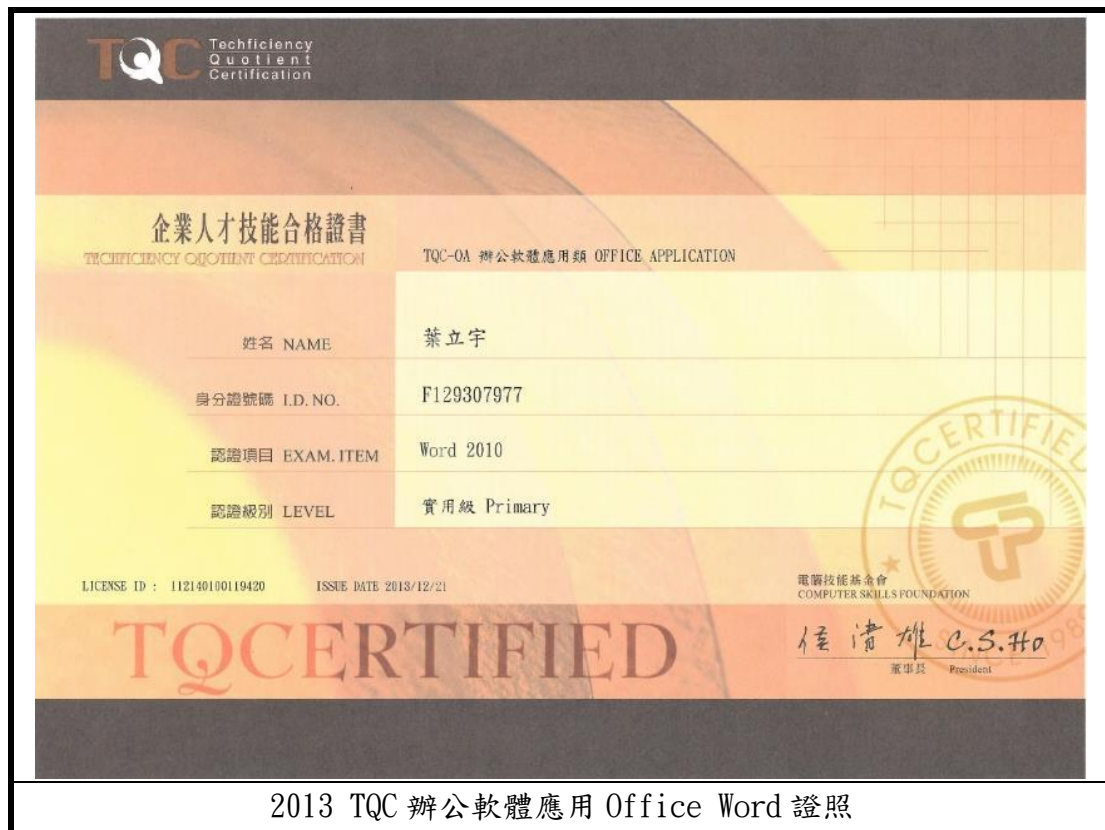 TQC Techficiency
Quotient
Certification
企業人才技能合格證書
TECHFICIENCY QUOTIENT CERTIFICATION
TQC-OA 辦公軟體應用類 OFFICE APPLICATION
姓名 NAME 葉立宇
身分證號碼 I.D. NO. F129307977
認證項目 EXAM. ITEM Word 2010
認證級別 LEVEL 實用級 Primary
LICENSE ID : 112140100119420 ISSUE DATE 2013/12/21
電腦技能基金會
COMPUTER SKILLS FOUNDATION
TQCERTIFIED
C.S.Ho
董事長 President
TQCERTIFIED
2013 TQC 辦公軟體應用 Office Word 證照